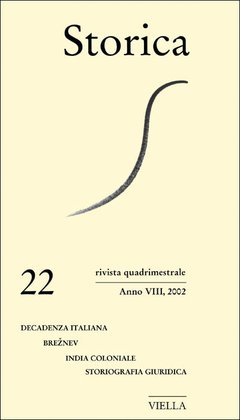 Storica
22
rivista quadrimestrale
Anno VIII, 2002
DECADENZA ITALIANA
BREŽNEV
INDIA COLONIALE
STORIOGRAFIA GIURIDICA
VIELLA